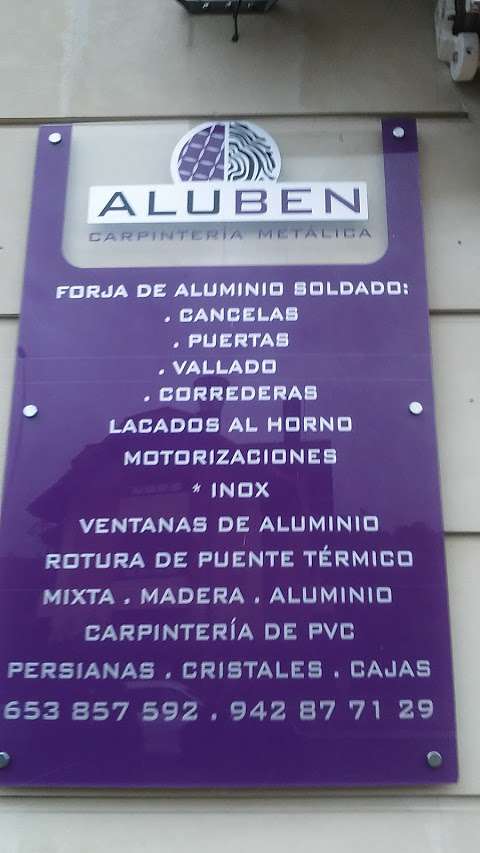 ALUBEN
CARPINTERÍA METÁLICA
FORJA DE ALUMINIO SOLDADO:
. CANCELAS
. PUERTAS
. VALLADO
. CORREDERAS
LACADOS AL HORNO
MOTORIZACIONES
* INOX
VENTANAS DE ALUMINIO
ROTURA DE PUENTE TÉRMICO
MIXTA . MADERA . ALUMINIO
CARPINTERÍA DE PVC
PERSIANAS . CRISTALES . CAJAS
653 857 592 . 942 87 71 29